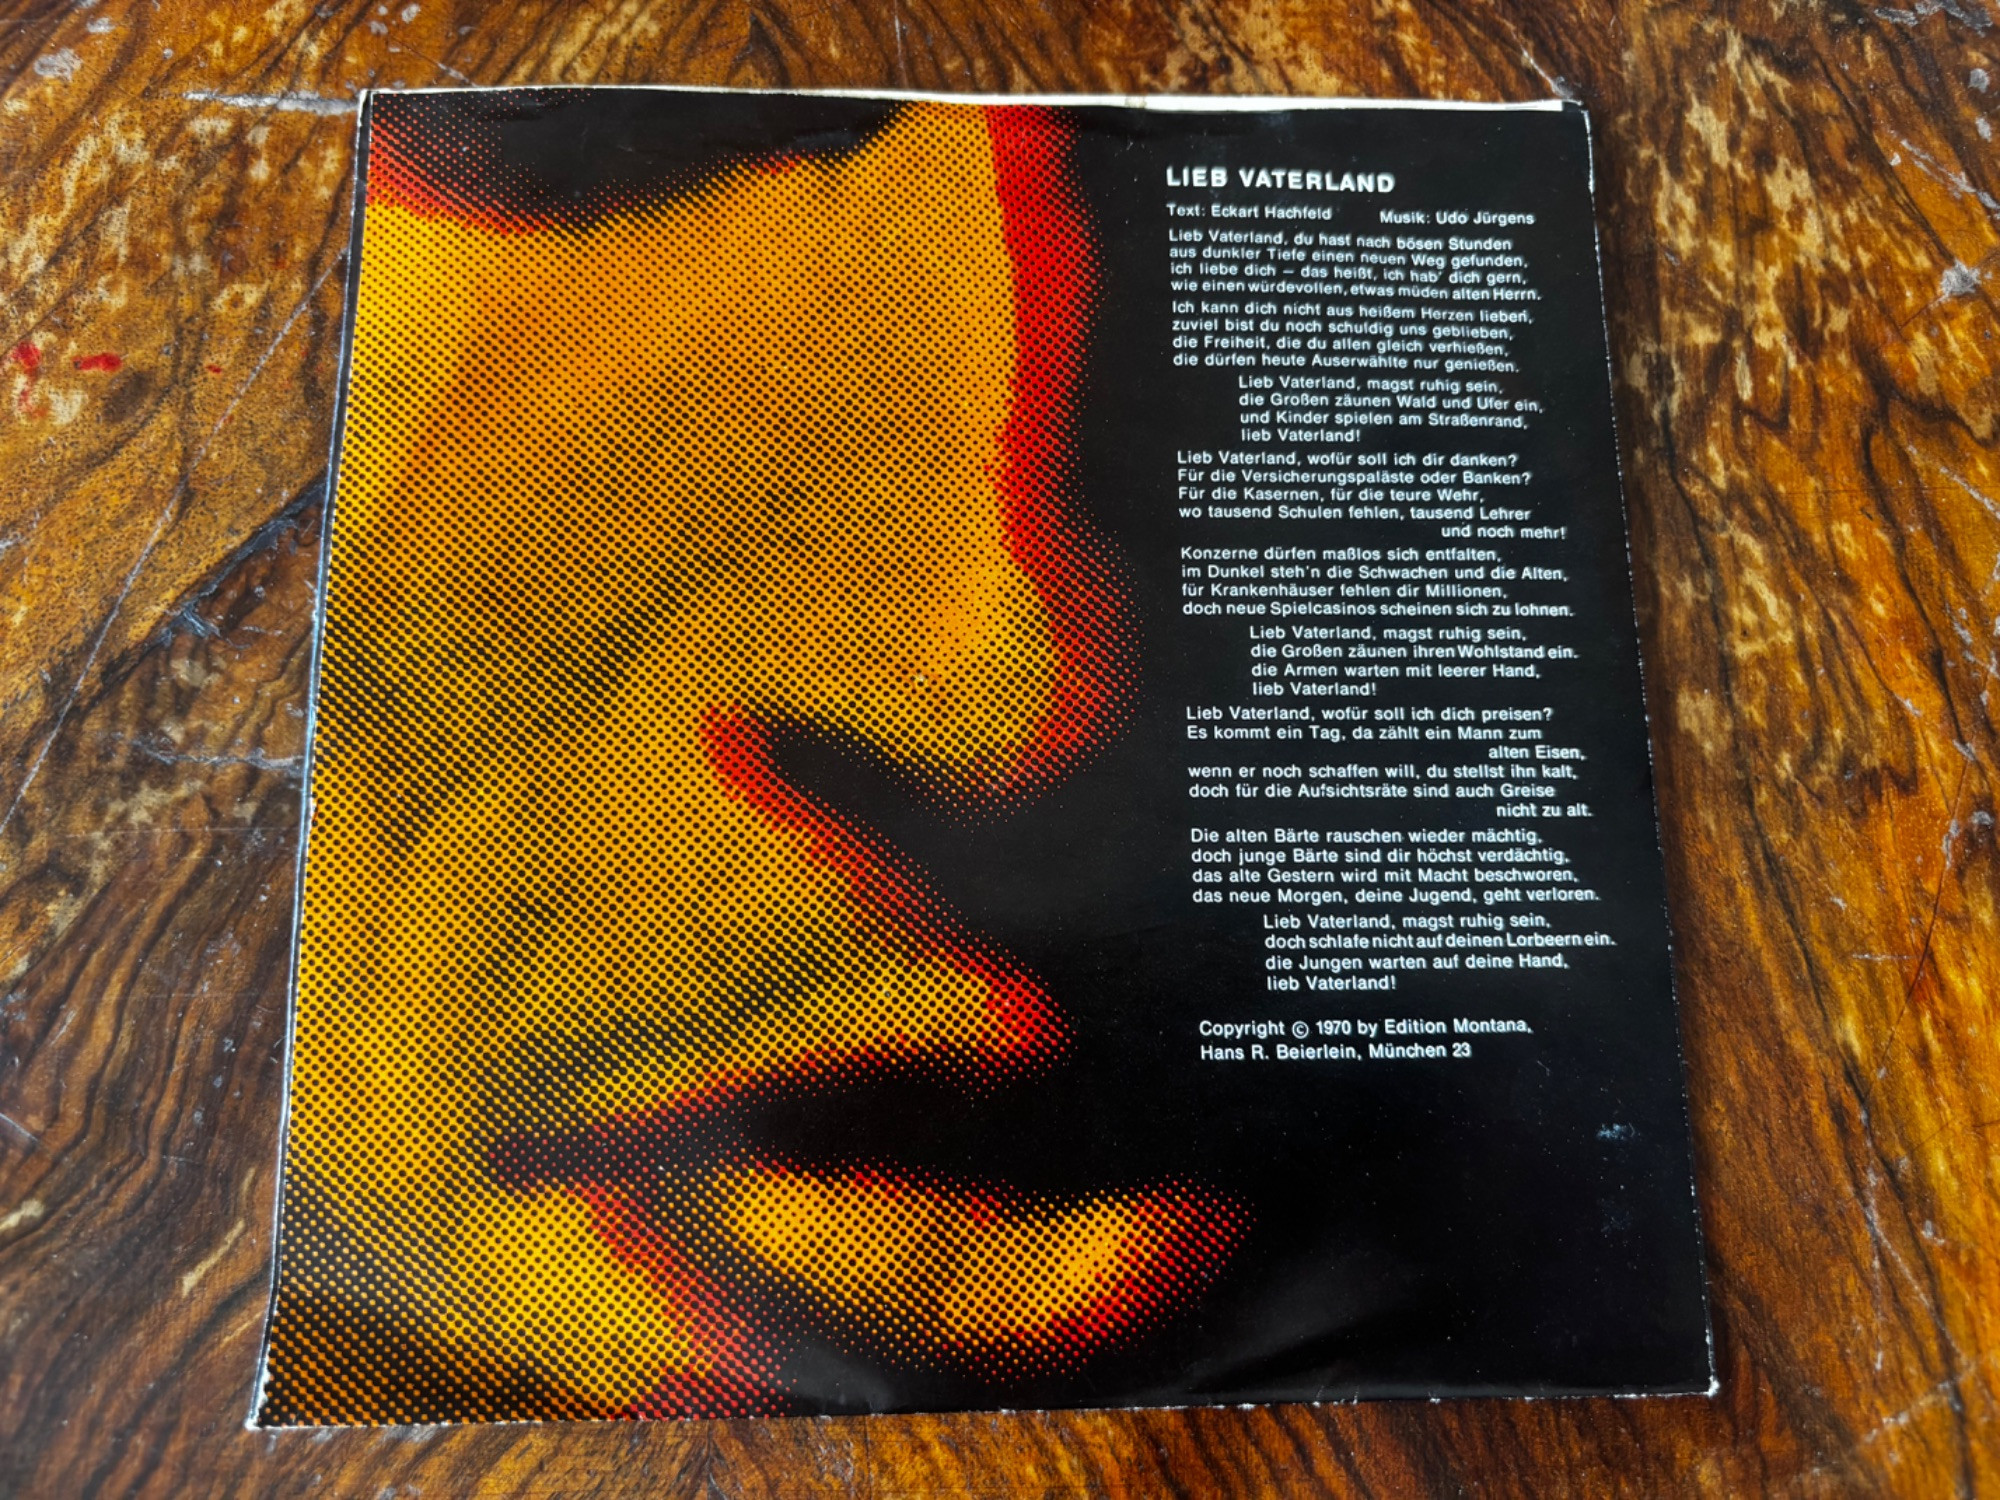 LIEB VATERLAND
Text: Eckart Hachfeld Musik: Udo Jürgens
Lieb Vaterland, du hast nach bösen Stunden
aus dunkler Tiefe einen neuen Weg gefunden,
ich liebe dich – das heißt, ich hab' dich gern,
wie einen würdevollen, etwas müden alten Herrn.
Ich kann dich nicht aus heißem Herzen lieben,
zuviel bist du noch schuldig uns geblieben,
die Freiheit, die du allen gleich verhießen,
die dürfen heute Auserwählte nur genießen.
Lieb Vaterland, magst ruhig sein,
die Großen zäunen Wald und Ufer ein,
und Kinder spielen am Straßenrand,
lieb Vaterland!
Lieb Vaterland, wofür soll ich dir danken?
Für die Versicherungspaläste oder Banken?
Für die Kasernen, für die teure Wehr,
wo tausend Schulen fehlen, tausend Lehrer
und noch mehr!
Konzerne dürfen maßlos sich entfalten,
im Dunkel steh'n die Schwachen und die Alten,
für Krankenhäuser fehlen dir Millionen,
doch neue Spielcasinos scheinen sich zu lohnen.
Lieb Vaterland, magst ruhig sein,
die Großen zäunen ihren Wohlstand ein.
die Armen warten mit leerer Hand,
lieb Vaterland!
Lieb Vaterland, wofür soll ich dich preisen?
Es kommt ein Tag, da zählt ein Mann zum
alten Eisen,
wenn er noch schaffen will, du stellst ihn kalt,
doch für die Aufsichtsräte sind auch Greise
nicht zu alt.
Die alten Bärte rauschen wieder mächtig,
doch junge Bärte sind dir höchst verdächtig,
das alte Gestern wird mit Macht beschworen,
das neue Morgen, deine Jugend, geht verloren.
Lieb Vaterland, magst ruhig sein,
doch schlafe nicht auf deinen Lorbeern ein.
die Jungen warten auf deine Hand,
lieb Vaterland!
Copyright © 1970 by Edition Montana,
Hans R. Beierlein, München 23